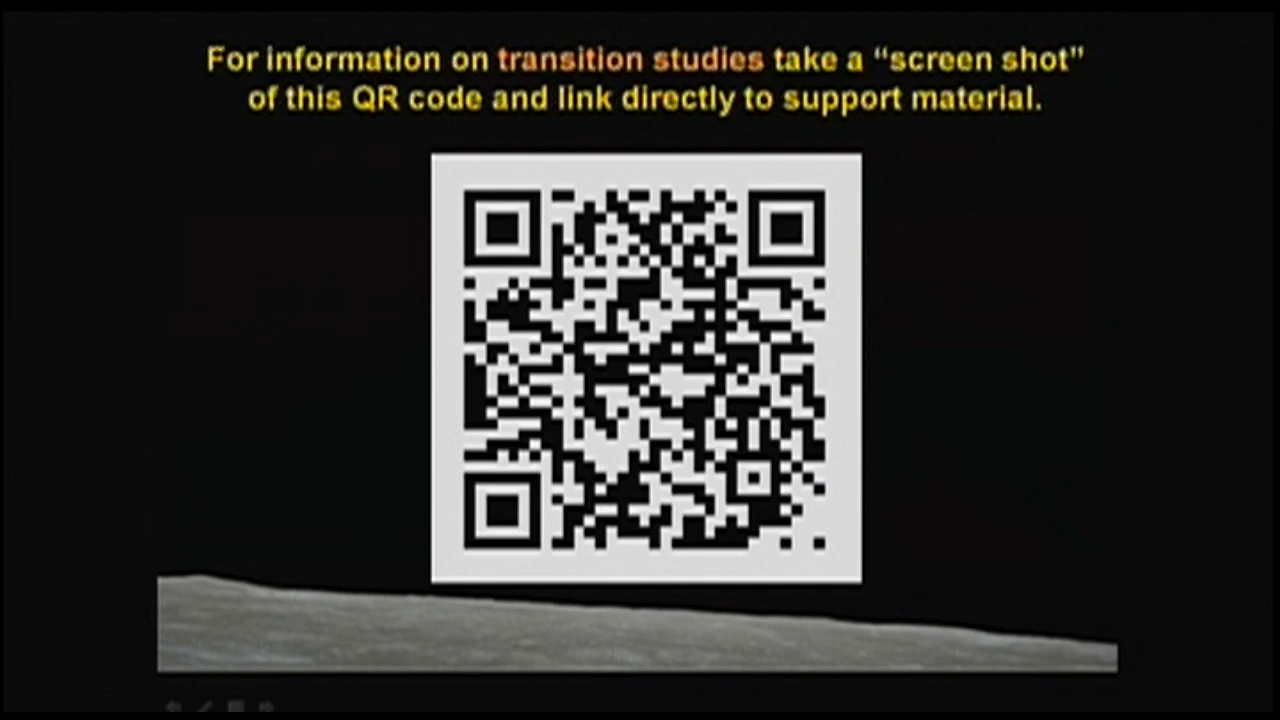 For information on transition studies take a “screen shot”
of this QR code and link directly to support material.